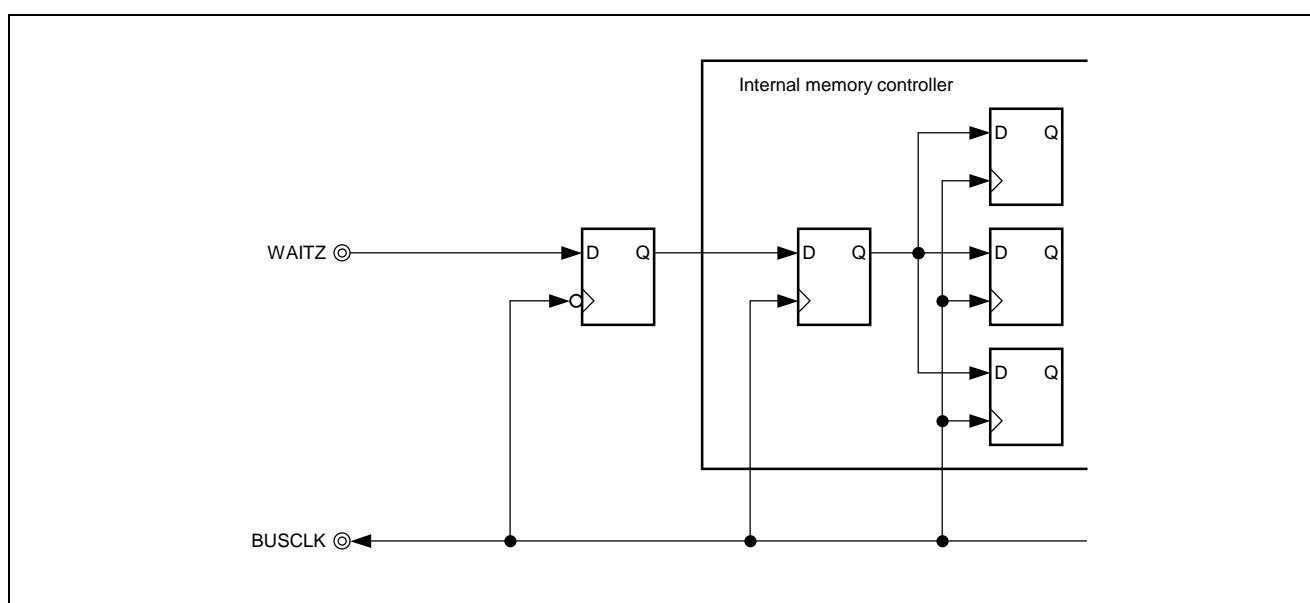 Internal memory controller
D Q
WAITZ
D Q
D Q
D Q
D Q
BUSCLK